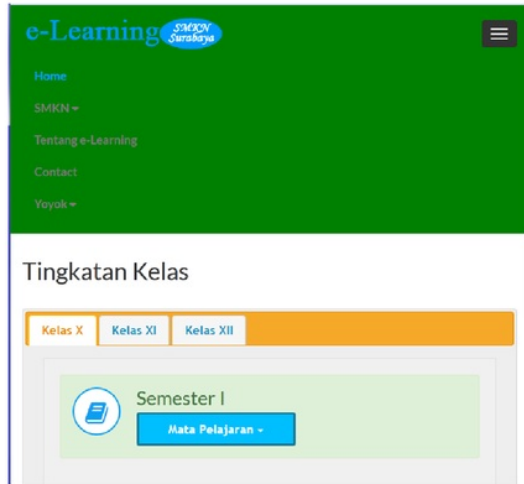 e-Learning SMKN
Surabaya
Home
SMKN
Tentang e-Learning
Contact
Yoyok
Tingkatan Kelas
Kelas X Kelas XI Kelas XII
Semester I
Mata Pelajaran